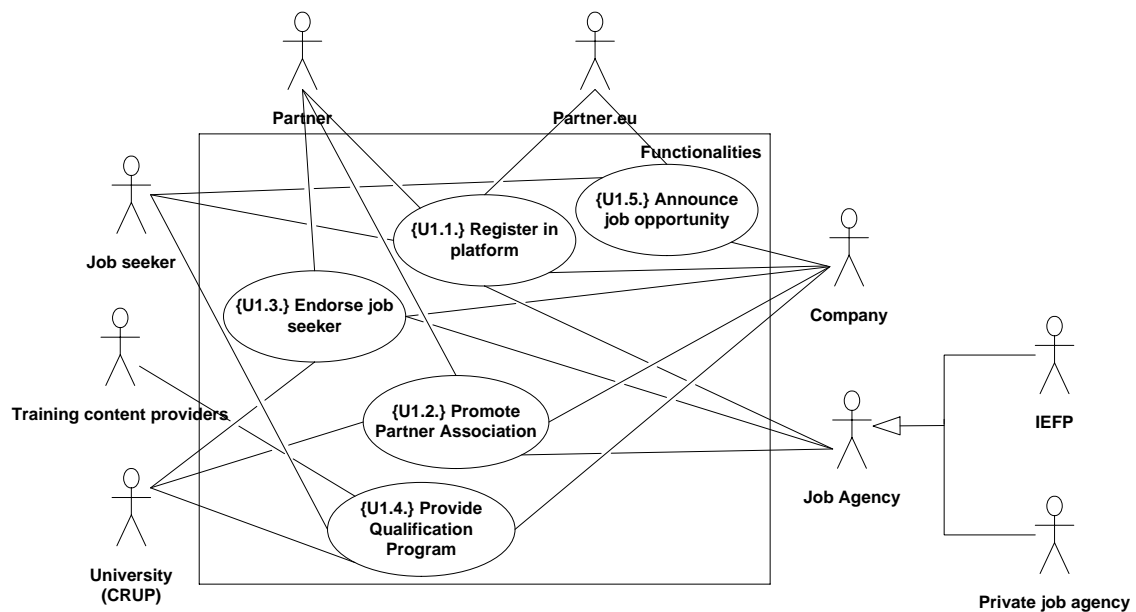 Partner
Partner.eu
Functionalities
{U1.5.} Announce
job opportunity
{U1.1.} Register in
platform
Job seeker
{U1.3.} Endorse job
seeker
Company
Training content providers
{U1.2.} Promote
Partner Association
IEFP
Job Agency
{U1.4.} Provide
Qualification
Program
University
(CRUP)
Private job agency